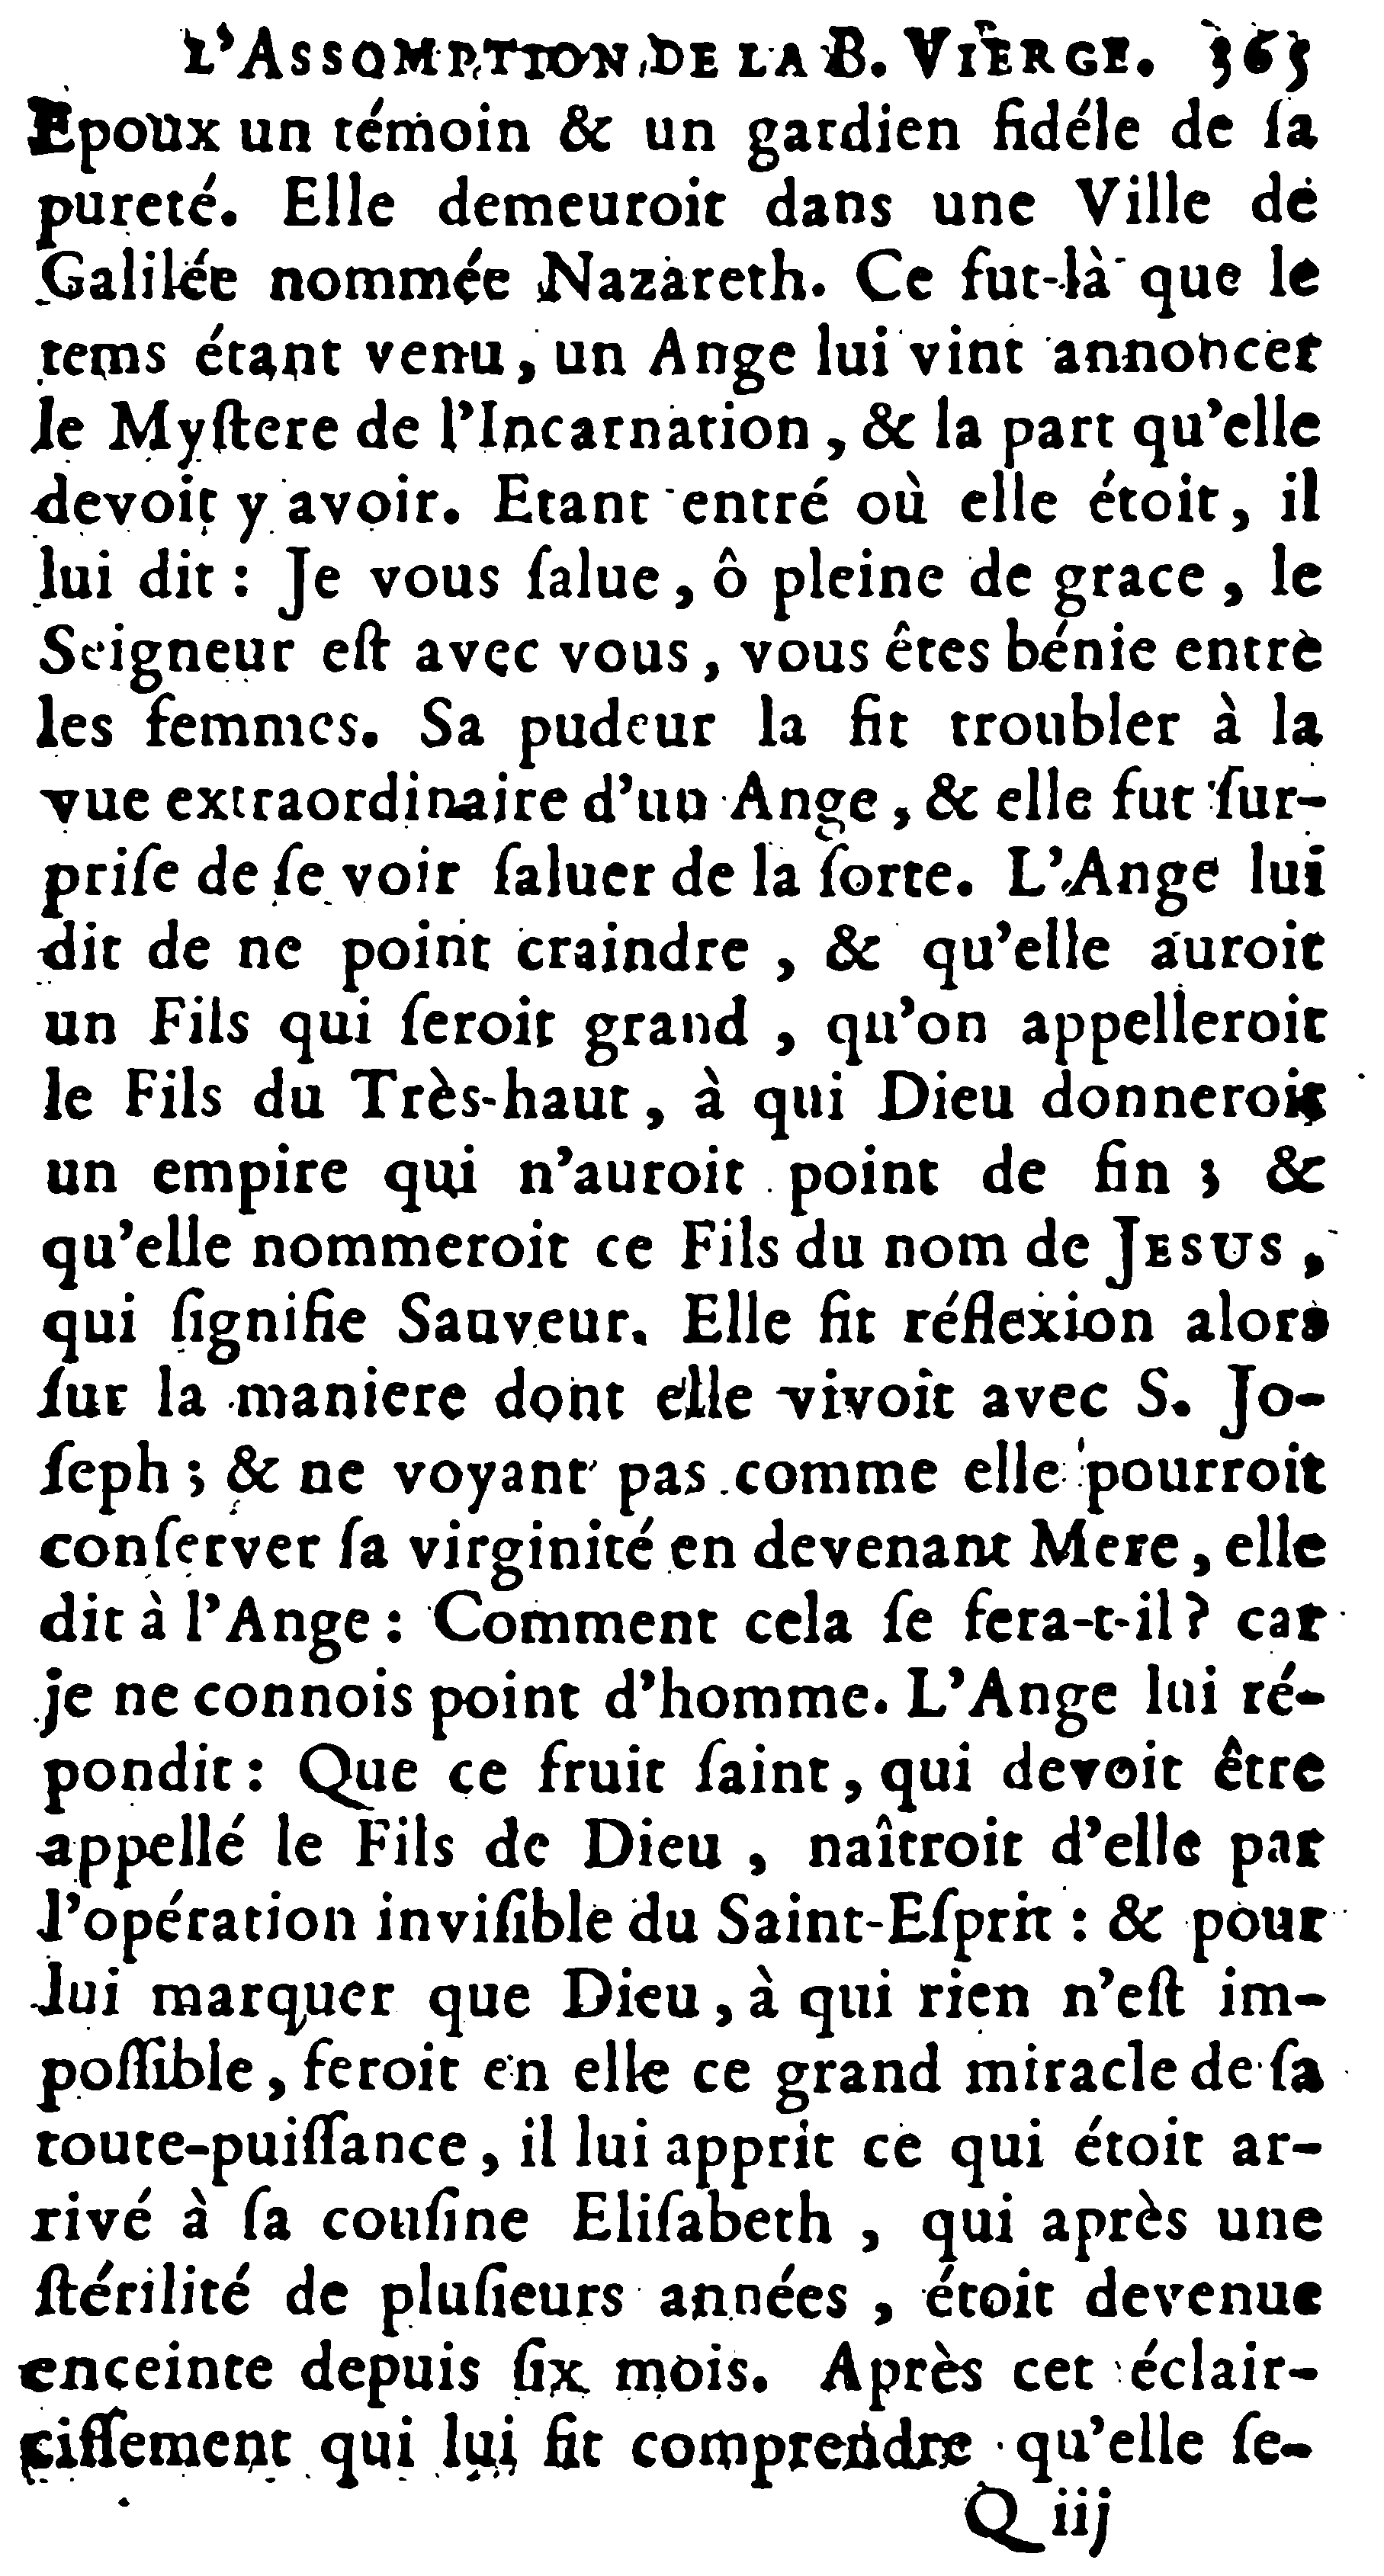 L'ASSOMPTION DE LA B. VIERGE. 365
Epoux un témoin & un gardien fidéle de ſa
pureté. Elle demeuroit dans une Ville de
Galilée nommée Nazareth. Ce fut-là que le
tems étant venu, un Ange lui vint annoncer
le Myſtere de l'Incarnation, & la part qu'elle
devoit y avoir. Etant entré où elle étoit, il
lui dit : Je vous ſalue, ô pleine de grace, le
Seigneur eſt avec vous, vous êtes bénie entre
les femmes. Sa pudeur la fit troubler à la
vue extraordinaire d'un Ange, & elle fut ſur-
priſe de ſe voir ſaluer de la ſorte. L'Ange lui
dit de ne point craindre, & qu'elle auroit
un Fils qui ſeroit grand, qu'on appelleroit
le Fils du Très-haut, à qui Dieu donneroit
un empire qui n'auroit point de fin ; &
qu'elle nommeroit ce Fils du nom de JESUS,
qui ſignifie Sauveur. Elle fit réflexion alors
ſur la maniere dont elle vivoit avec S. Jo-
ſeph ; & ne voyant pas comme elle pourroit
conſerver ſa virginité en devenant Mere, elle
dit à l'Ange : Comment cela ſe fera-t-il ? car
je ne connois point d'homme. L'Ange lui ré-
pondit : Que ce fruit ſaint, qui devoit être
appellé le Fils de Dieu, naîtroit d'elle par
l'opération inviſible du Saint-Eſprit : & pour
lui marquer que Dieu, à qui rien n'eſt im-
poſſible, feroit en elle ce grand miracle de ſa
toute-puiſſance, il lui apprit ce qui étoit ar-
rivé à ſa couſine Eliſabeth, qui après une
ſtérilité de pluſieurs années, étoit devenue
enceinte depuis ſix mois. Après cet éclair-
ciſſement qui lui fit comprendre qu'elle ſe-
Q iij